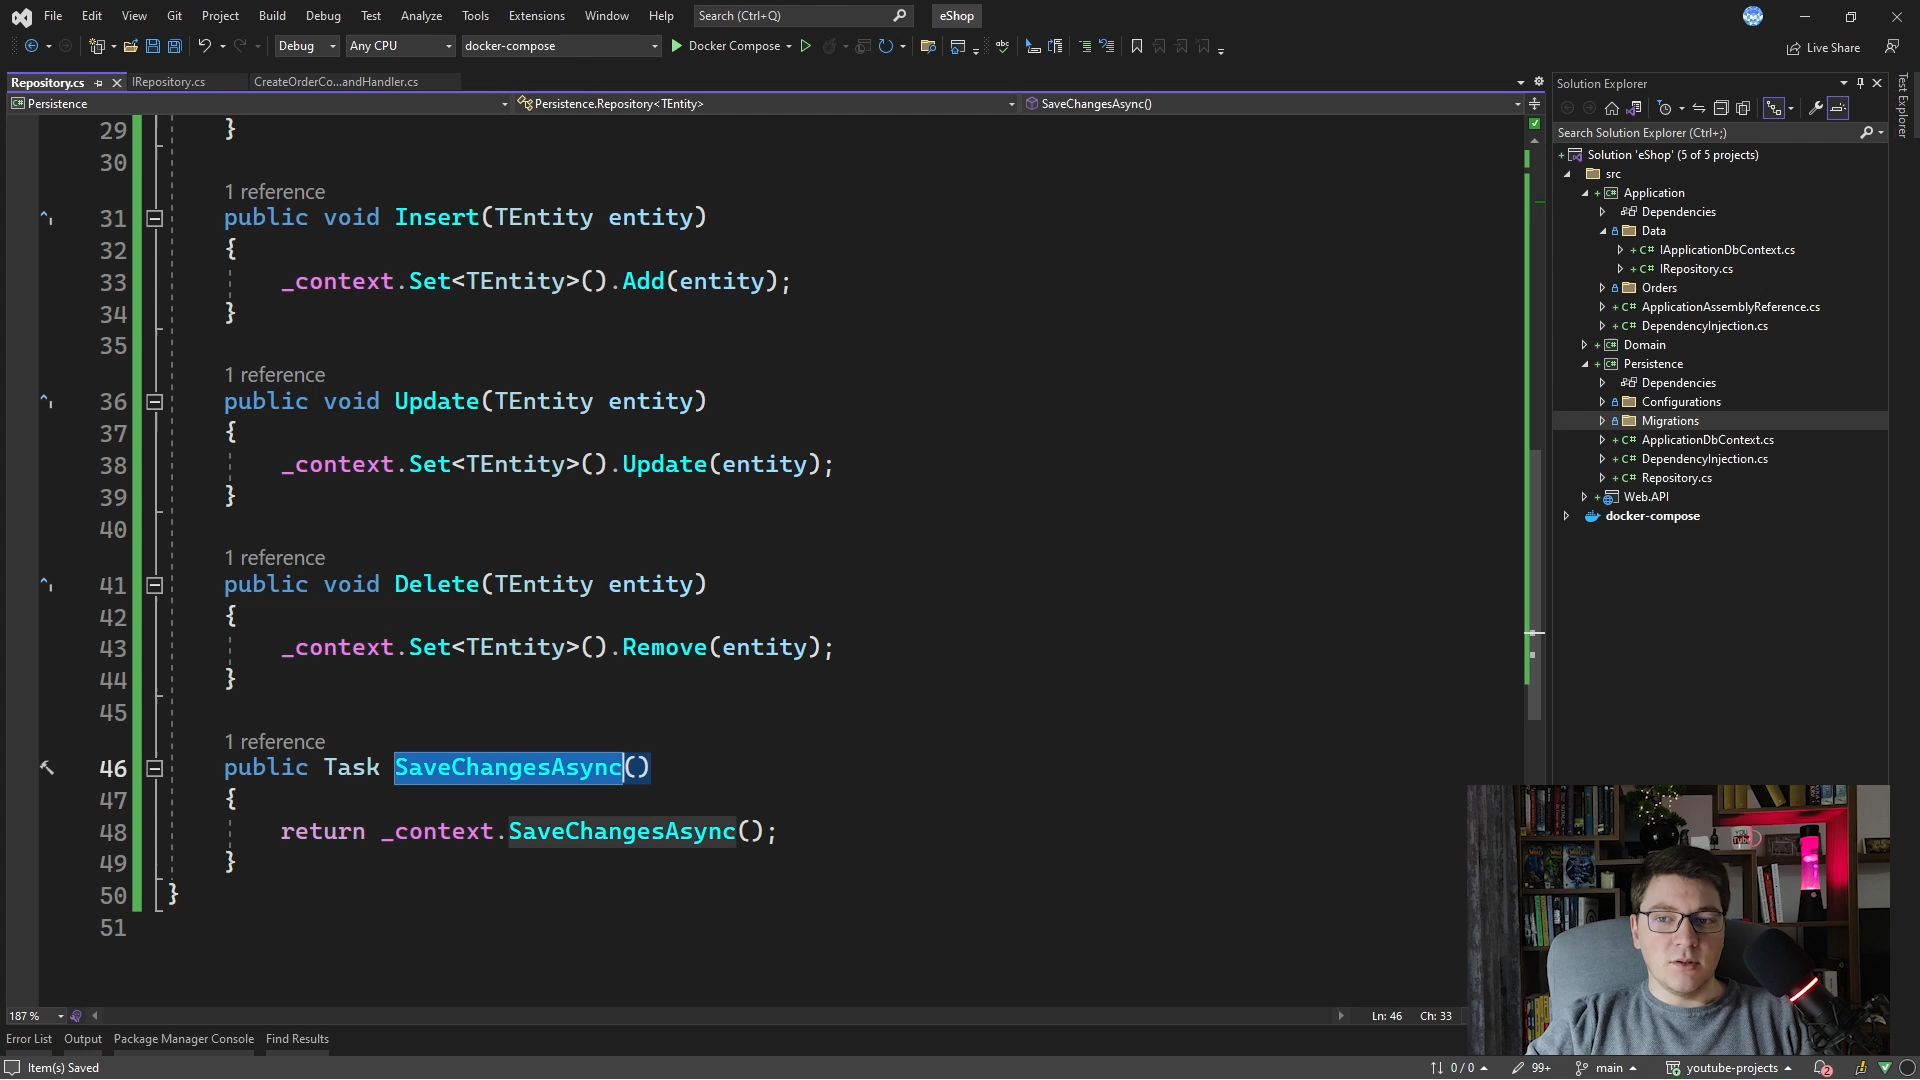 File Edit View Git Project Build Debug Test Analyze Tools Extensions Window Help Search (Ctrl+Q) eShop
Debug Any CPU docker-compose Docker Compose Live Share
Repository.cs IRepository.cs CreateOrderCo...andHandler.cs
Persistence Persistence.Repository<TEntity> SaveChangesAsync()
29 }
30
1 reference
31 public void Insert(TEntity entity)
32 {
33 _context.Set<TEntity>().Add(entity);
34 }
35
1 reference
36 public void Update(TEntity entity)
37 {
38 _context.Set<TEntity>().Update(entity);
39 }
40
1 reference
41 public void Delete(TEntity entity)
42 {
43 _context.Set<TEntity>().Remove(entity);
44 }
45
1 reference
46 public Task SaveChangesAsync()
47 {
48 return _context.SaveChangesAsync();
49 }
50 }
51
187 % Ln: 46 Ch: 33
Error List Output Package Manager Console Find Results
Item(s) Saved 0 / 0 99+ main youtube-projects 2
Solution Explorer
Search Solution Explorer (Ctrl+;)
Solution 'eShop' (5 of 5 projects)
src
Application
Dependencies
Data
IApplicationDbContext.cs
IRepository.cs
Orders
ApplicationAssemblyReference.cs
DependencyInjection.cs
Domain
Persistence
Dependencies
Configurations
Migrations
ApplicationDbContext.cs
DependencyInjection.cs
Repository.cs
Web.API
docker-compose
Test Explorer